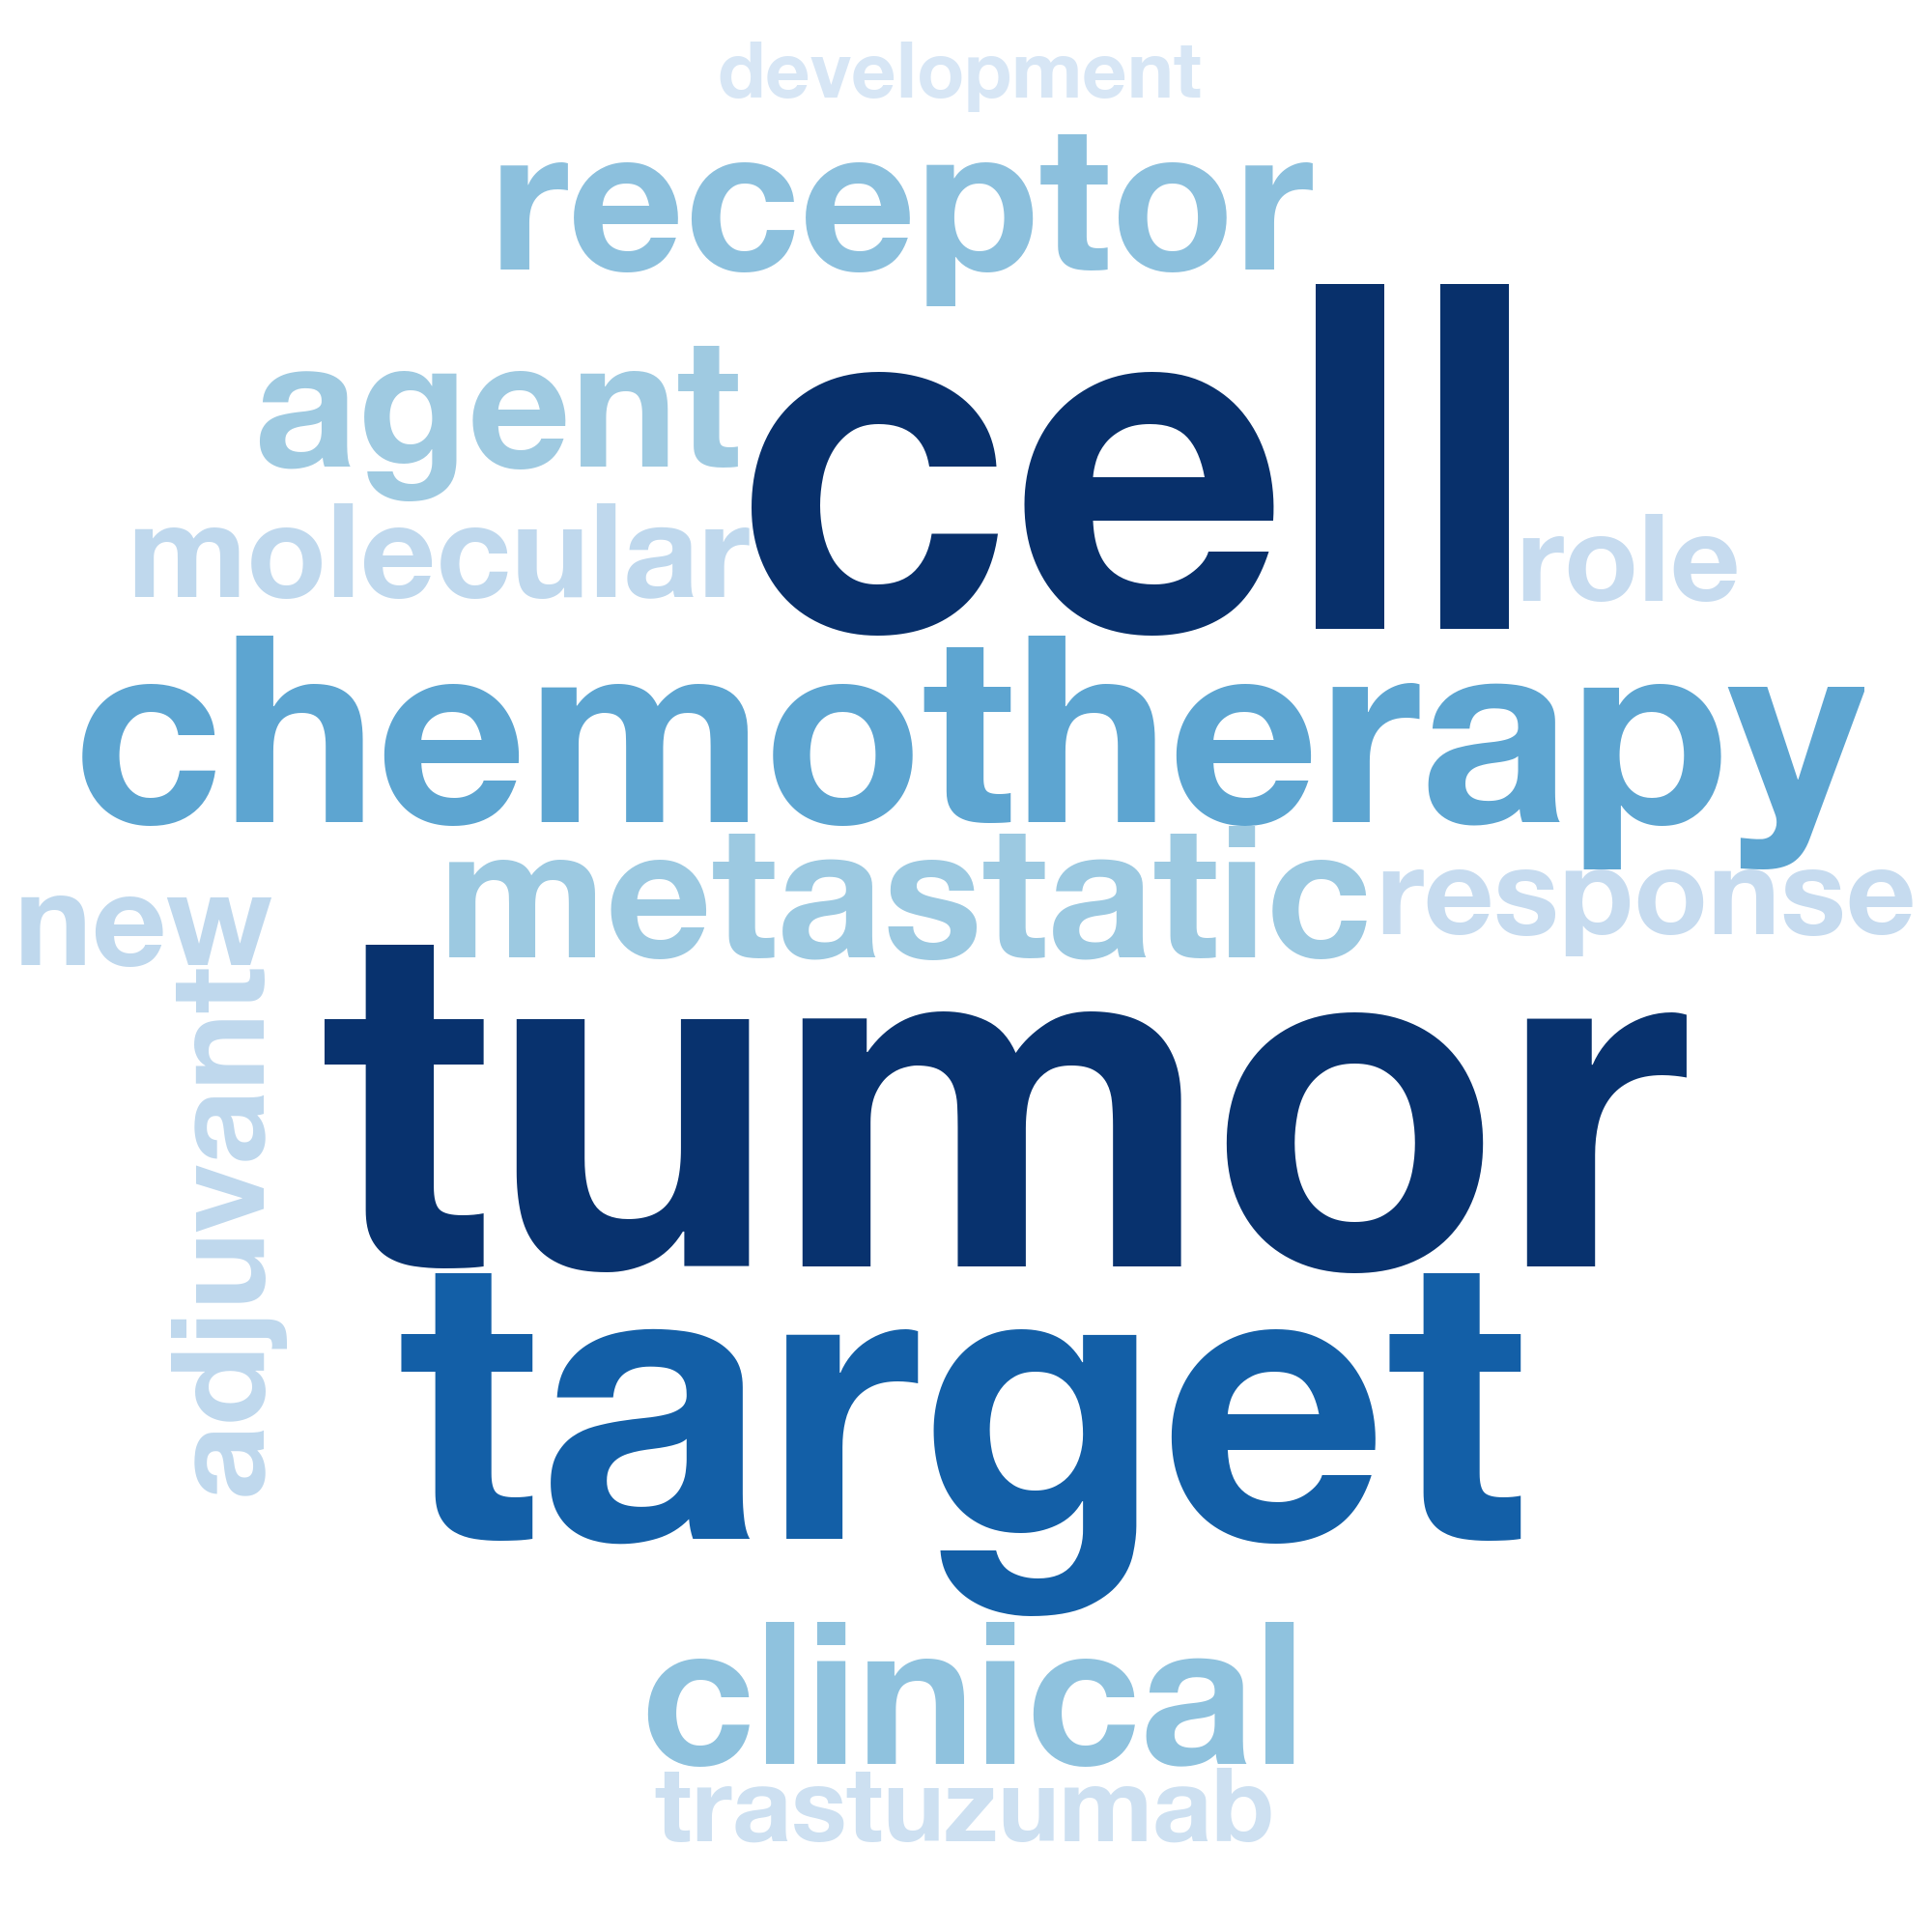 development
receptor
agent
cell
molecular
role
chemotherapy
metastatic
response
new
adjuvant
tumor
target
clinical
trastuzumab